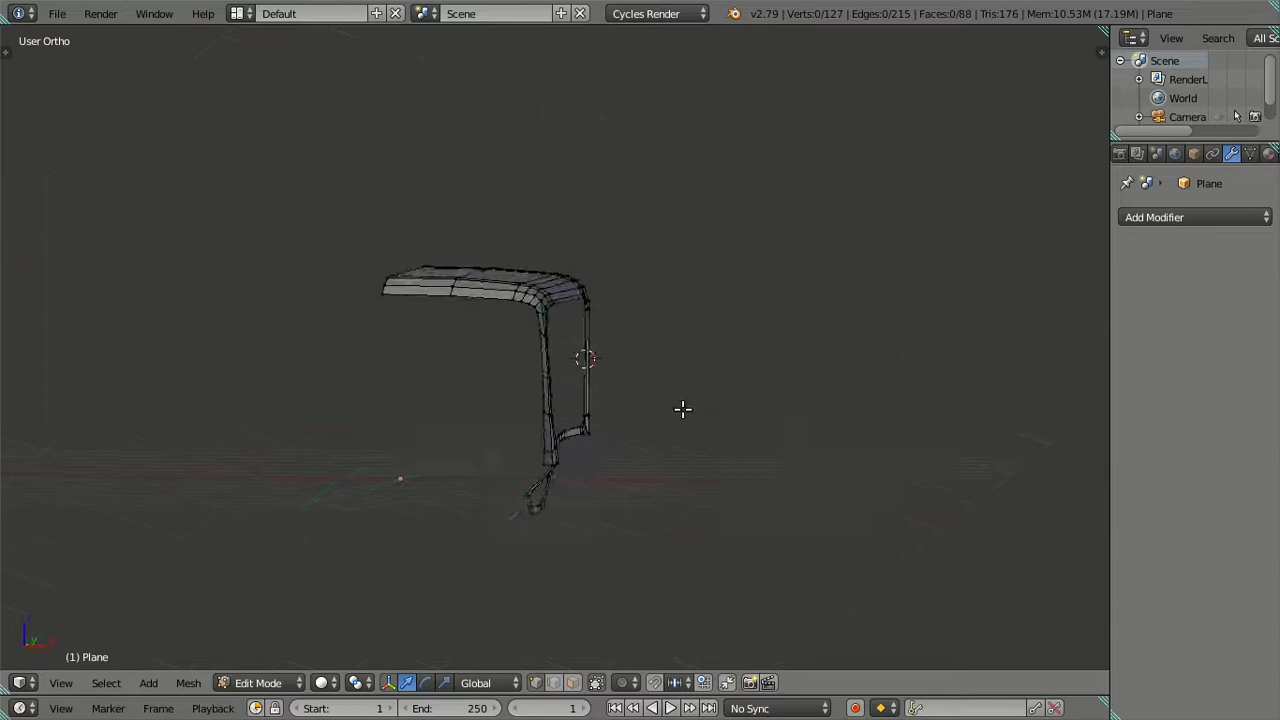 File Render Window Help Default Scene Cycles Render v2.79 | Verts:0/127 | Edges:0/215 | Faces:0/88 | Tris:176 | Mem:10.53M (17.19M) | Plane
User Ortho
View Search All Sc
Scene
RenderL
World
Camera
Plane
Add Modifier
z
y x
(1) Plane
View Select Add Mesh Edit Mode Global
View Marker Frame Playback Start: 1 End: 250 1 No Sync